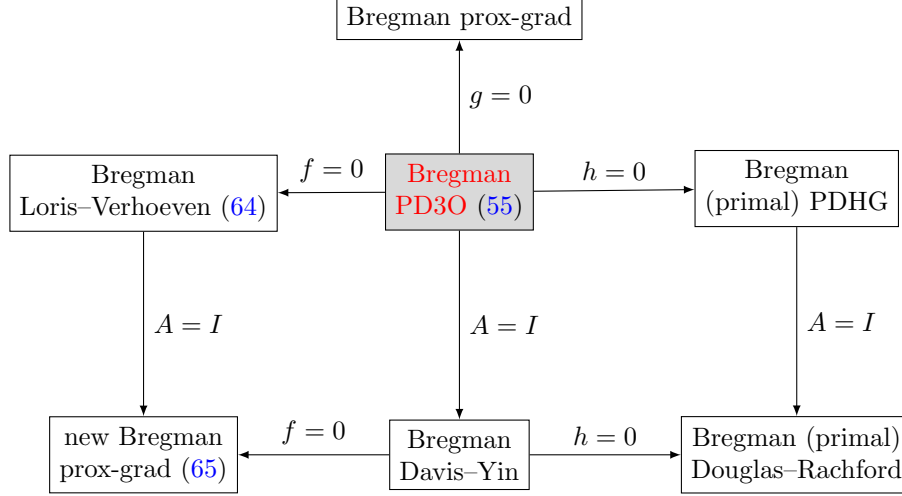 Bregman prox-grad
g = 0
Bregman
Loris–Verhoeven (64)
f = 0
Bregman
PD3O (55)
h = 0
Bregman
(primal) PDHG
A = I
A = I
A = I
new Bregman
prox-grad (65)
f = 0
Bregman
Davis–Yin
h = 0
Bregman (primal)
Douglas–Rachford